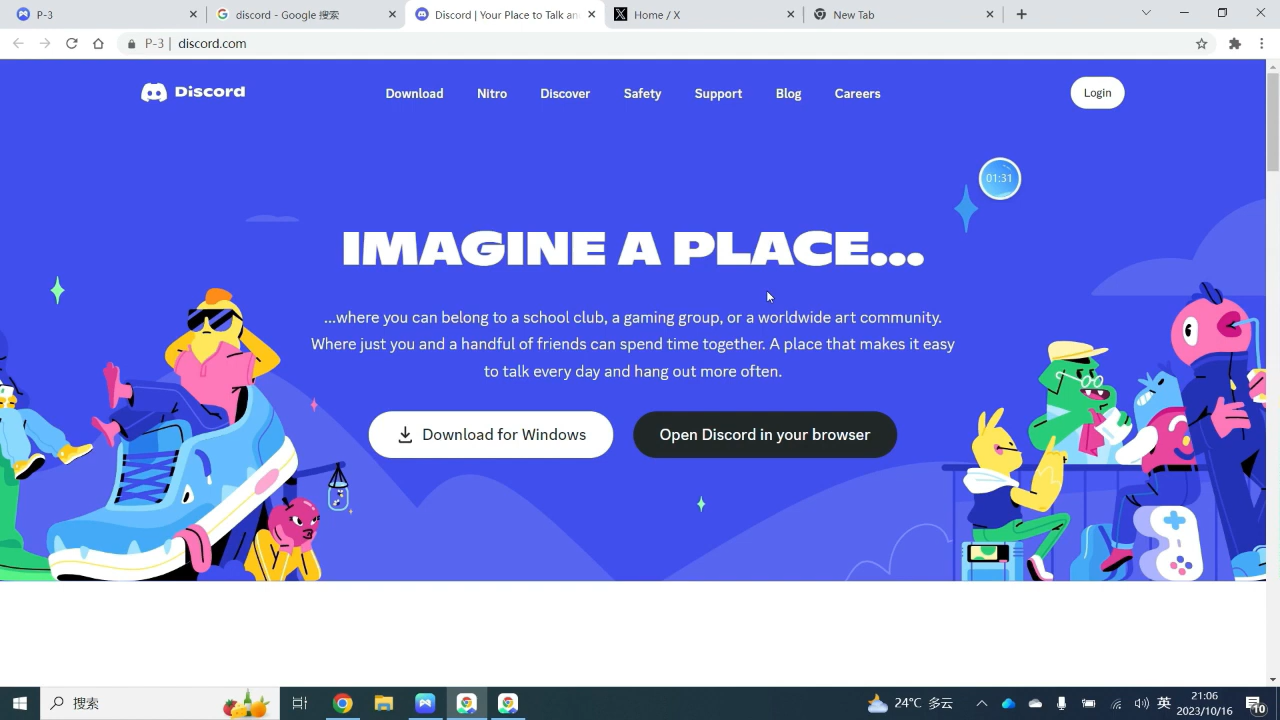 P-3
discord - Google 搜索
Discord | Your Place to Talk an
Home / X
New Tab
P-3
discord.com
Discord
Download
Nitro
Discover
Safety
Support
Blog
Careers
Login
01:31
IMAGINE A PLACE...
...where you can belong to a school club, a gaming group, or a worldwide art community.
Where just you and a handful of friends can spend time together. A place that makes it easy
to talk every day and hang out more often.
Download for Windows
Open Discord in your browser
搜索
24°C 多云
英
21:06
2023/10/16
10